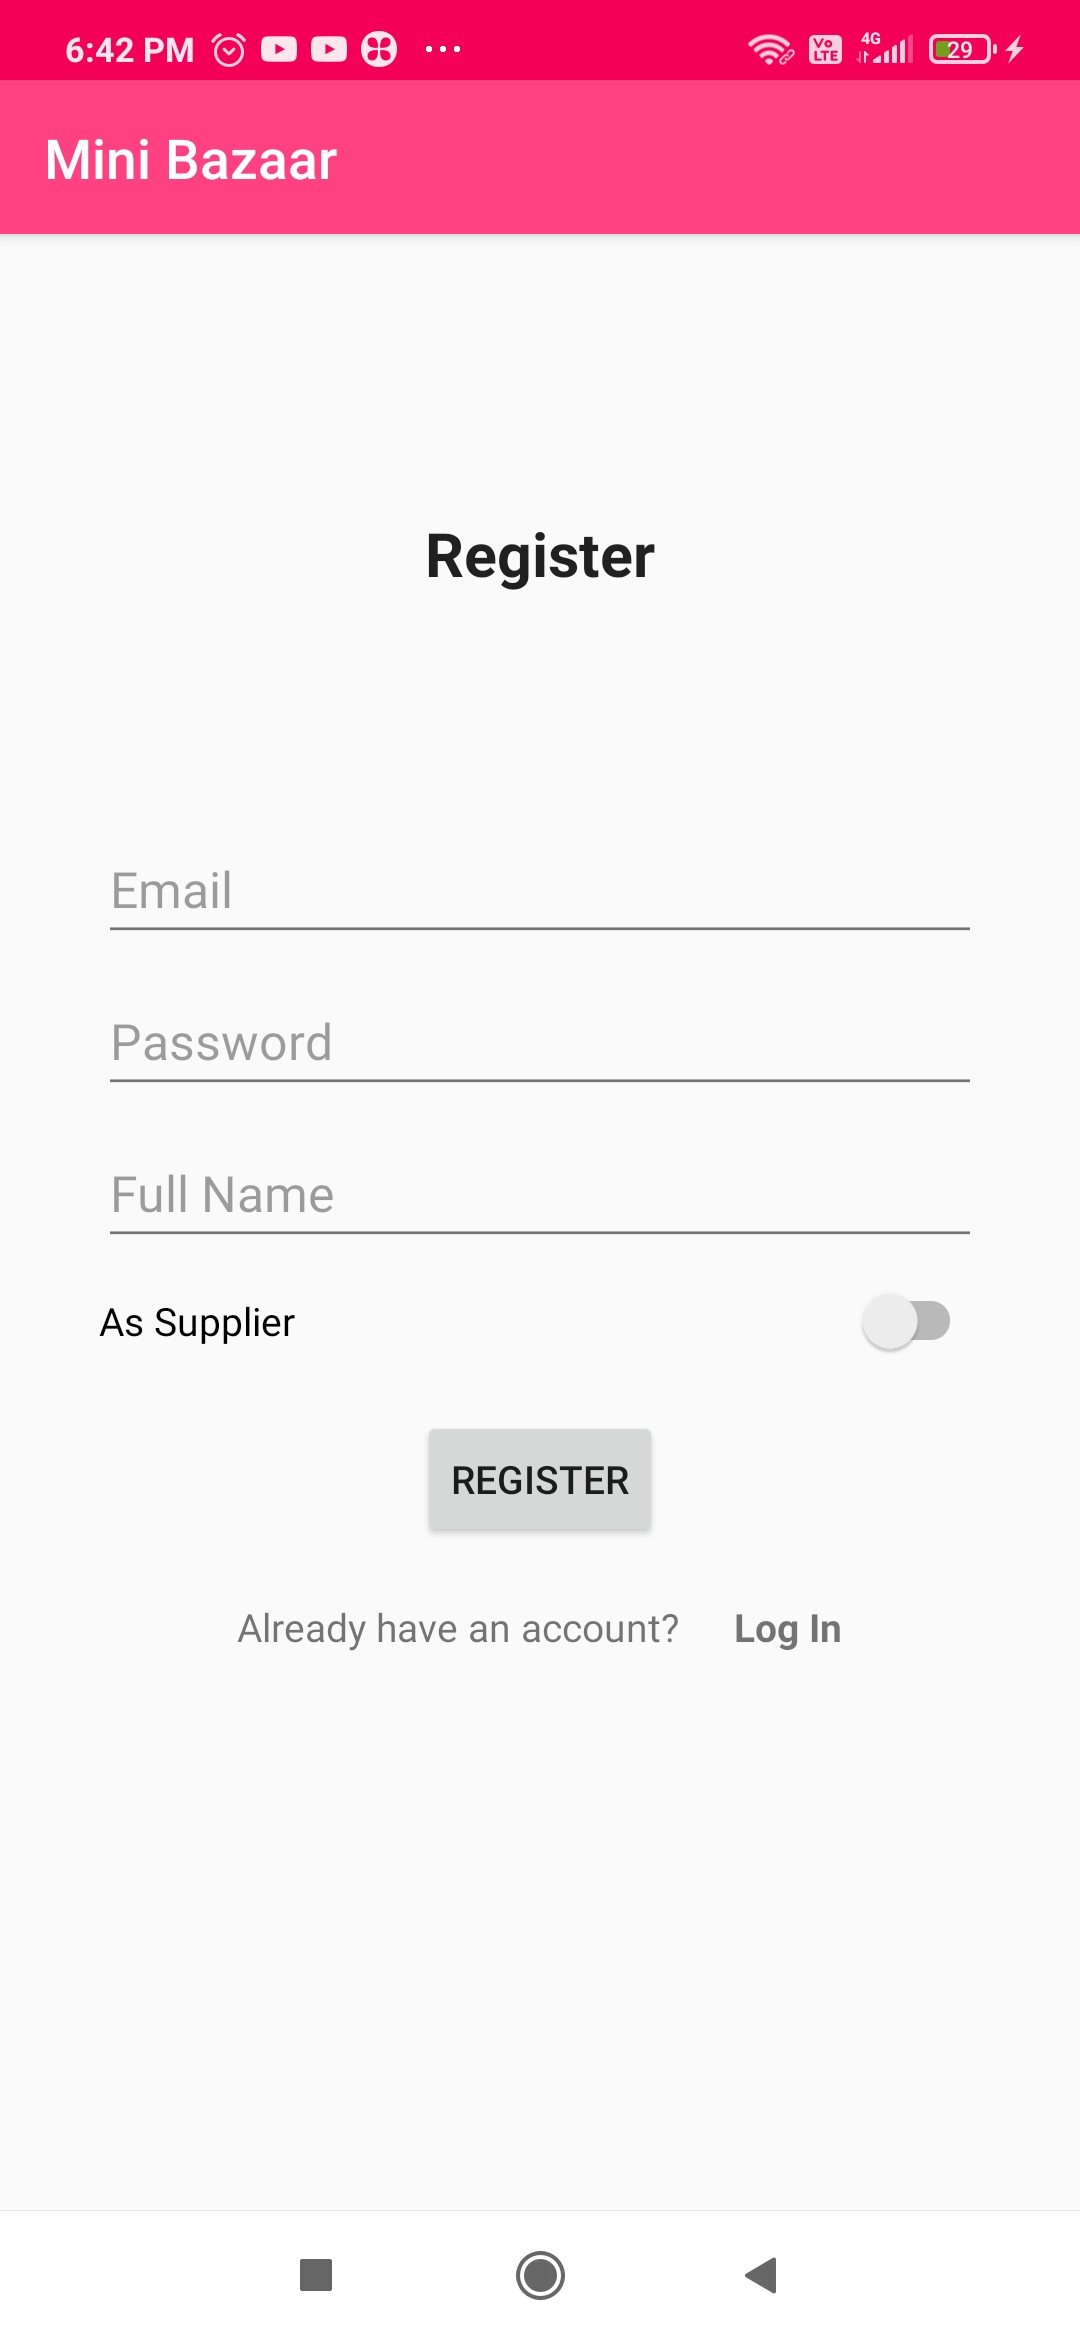 6:42 PM
Vo LTE 4G 29
Mini Bazaar
Register
Email
Password
Full Name
As Supplier
REGISTER
Already have an account? Log In